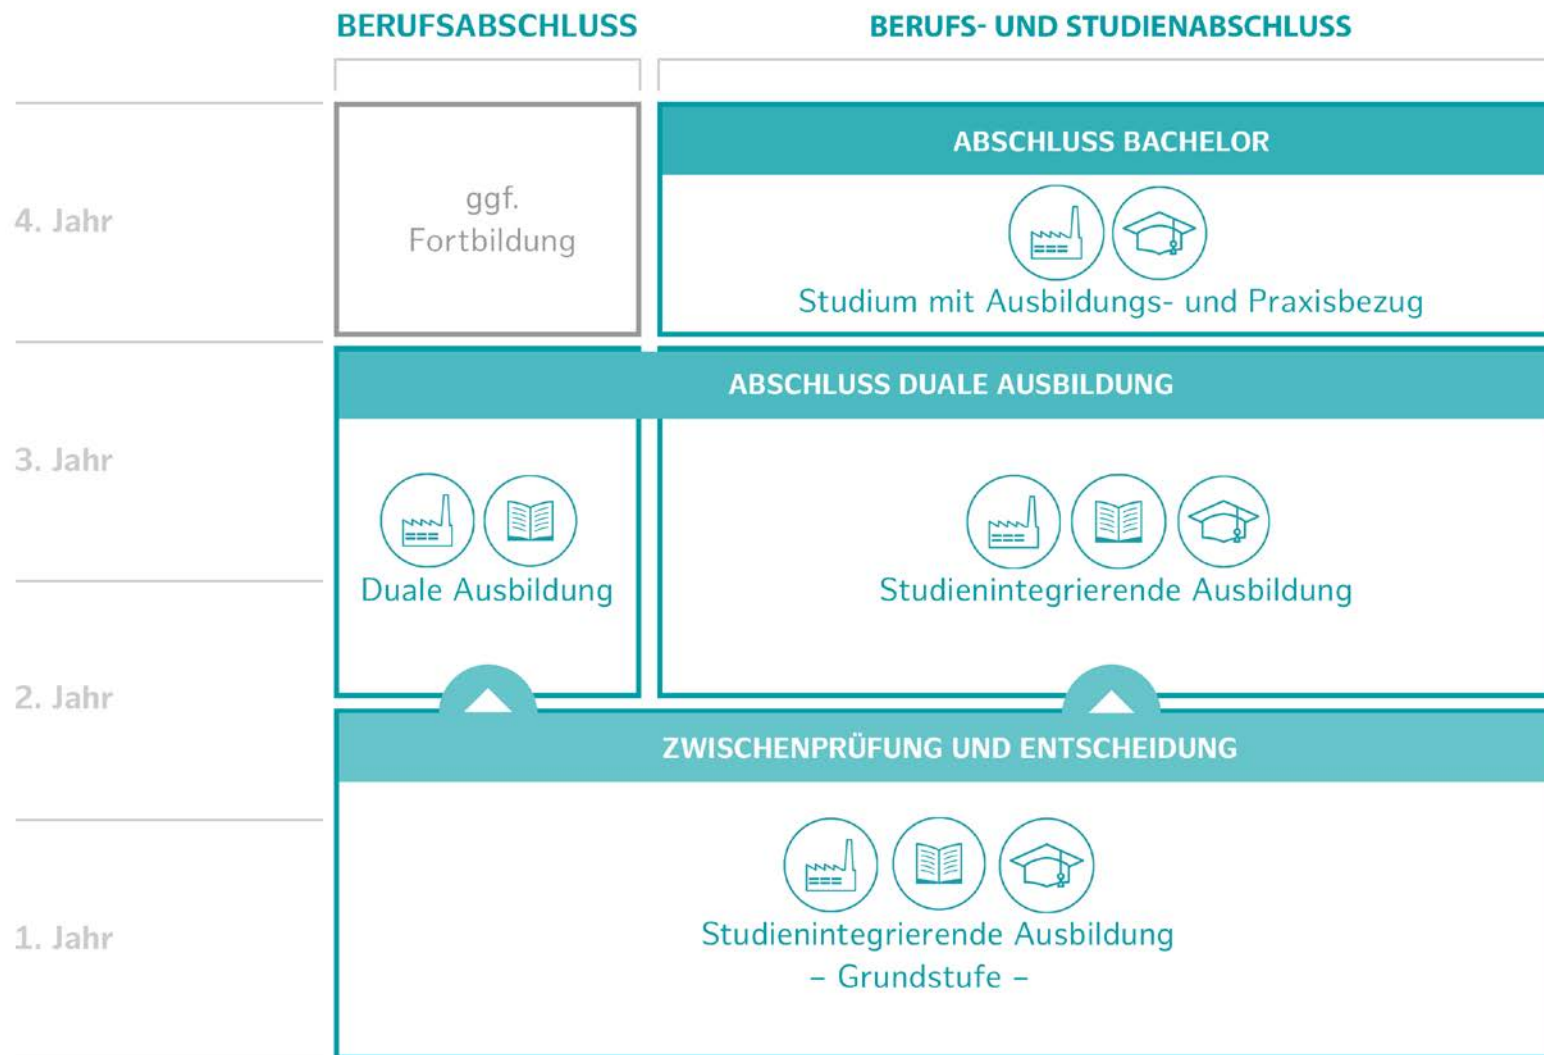 BERUFSABSCHLUSS
BERUFS- UND STUDIENABSCHLUSS
4. Jahr
ggf.
Fortbildung
ABSCHLUSS BACHELOR
Studium mit Ausbildungs- und Praxisbezug
ABSCHLUSS DUALE AUSBILDUNG
3. Jahr
Duale Ausbildung
Studienintegrierende Ausbildung
2. Jahr
ZWISCHENPRÜFUNG UND ENTSCHEIDUNG
1. Jahr
Studienintegrierende Ausbildung
– Grundstufe –